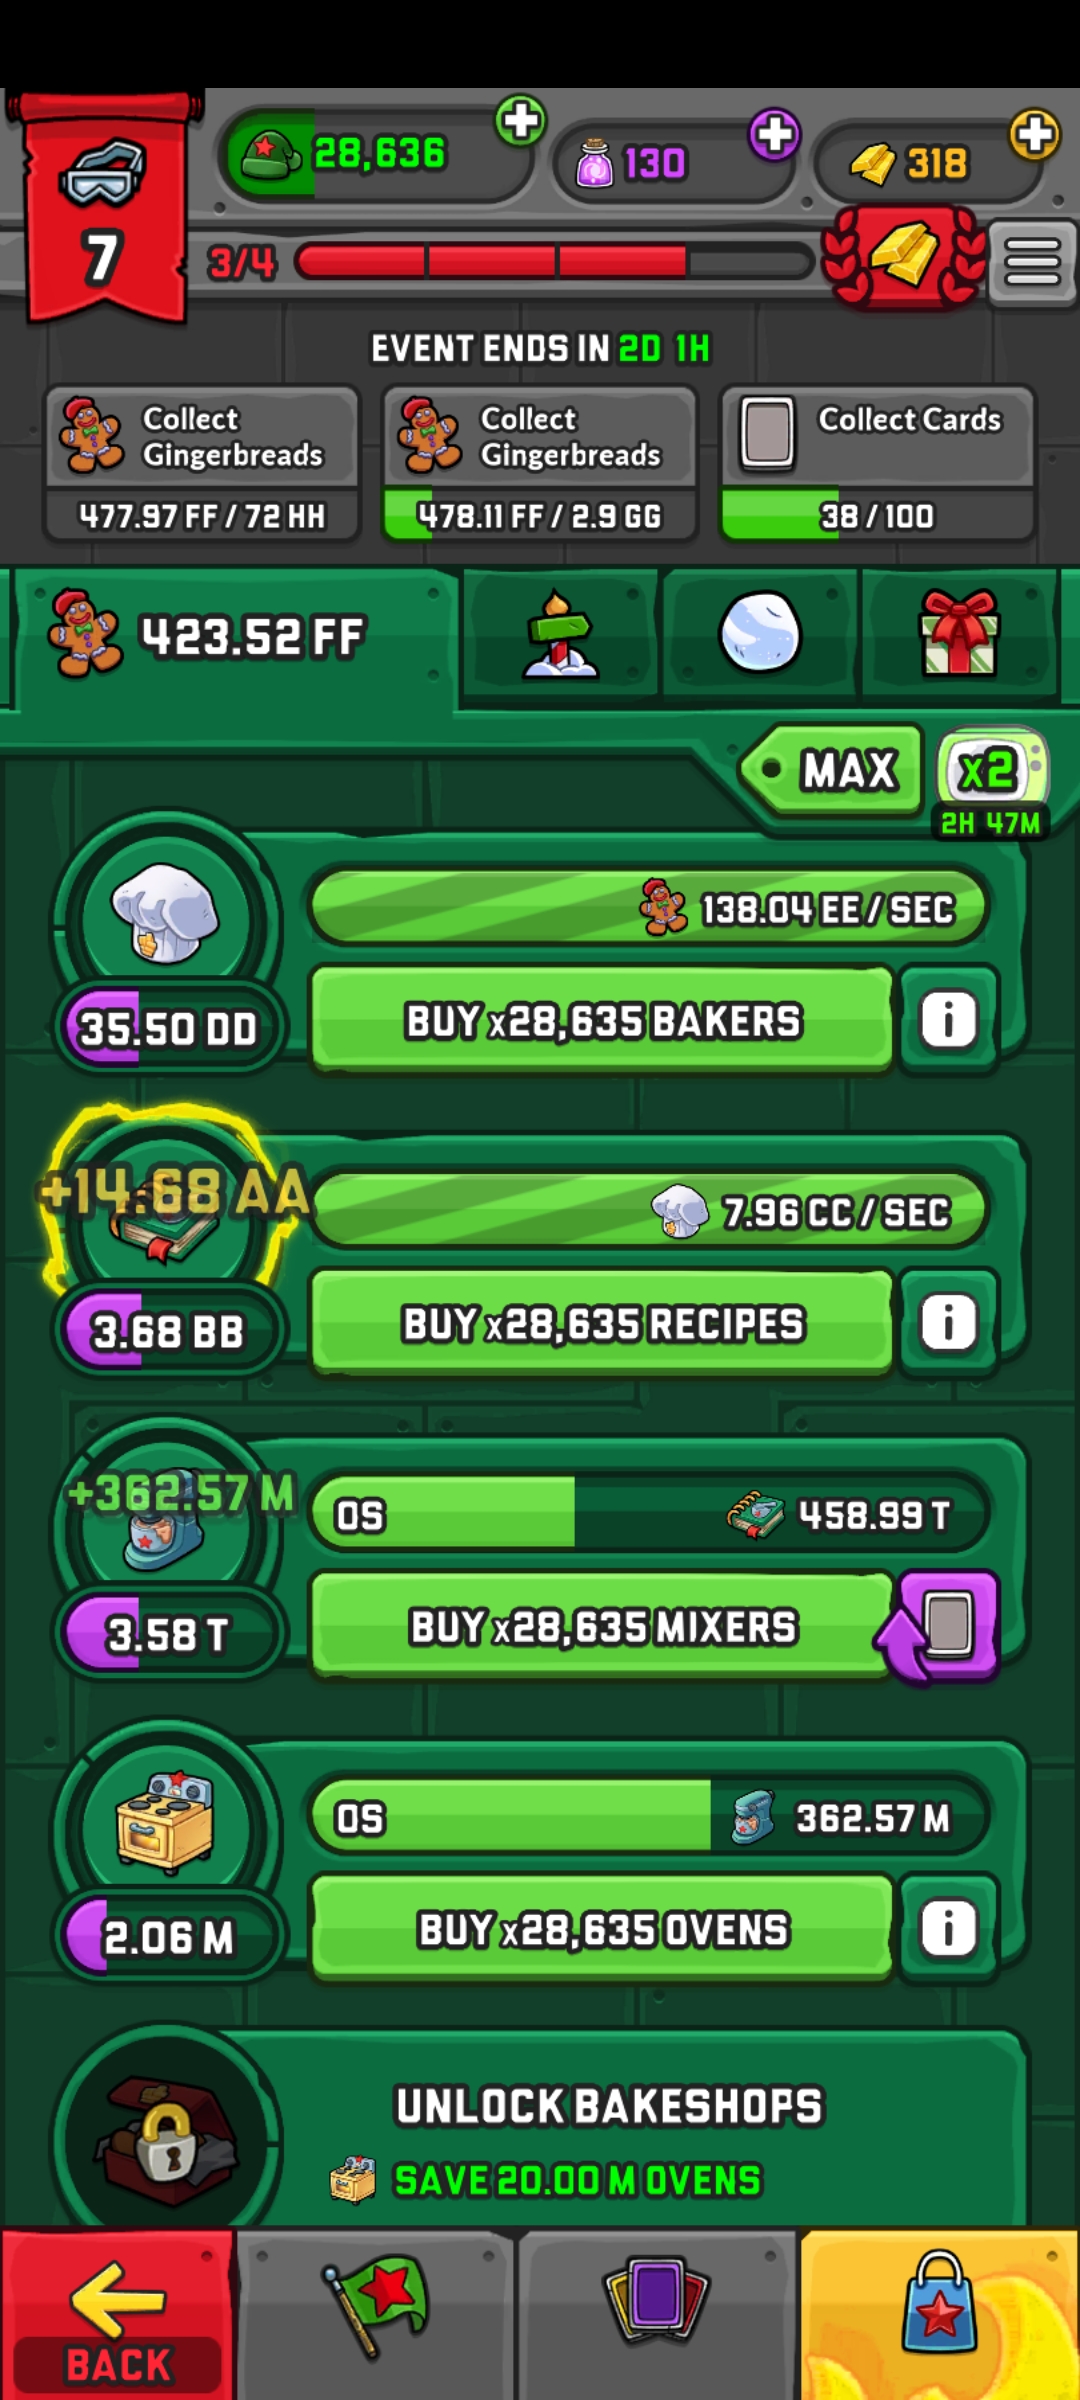 28,636
130
318
7
3/4
EVENT ENDS IN 2D 1H
Collect
Gingerbreads
477.97 FF / 72 HH
Collect
Gingerbreads
478.11 FF / 2.9 GG
Collect Cards
38 / 100
423.52 FF
MAX
x2
2H 47M
138.04 EE / SEC
35.50 DD
BUY x28,635 BAKERS
i
+14.68 AA
7.96 CC / SEC
3.68 BB
BUY x28,635 RECIPES
i
+362.57 M
0S
458.99 T
3.58 T
BUY x28,635 MIXERS
0S
362.57 M
2.06 M
BUY x28,635 OVENS
i
UNLOCK BAKESHOPS
SAVE 20.00 M OVENS
BACK